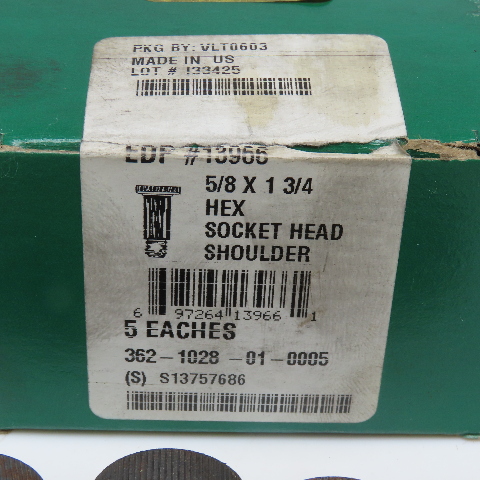 PKG BY: VLT0603
MADE IN US
LOT # 133425
EDP #13966
5/8 X 1 3/4
HEX
SOCKET HEAD
SHOULDER
6 97264 13966 1
5 EACHES
362-1028-01-0005
(S) S13757686